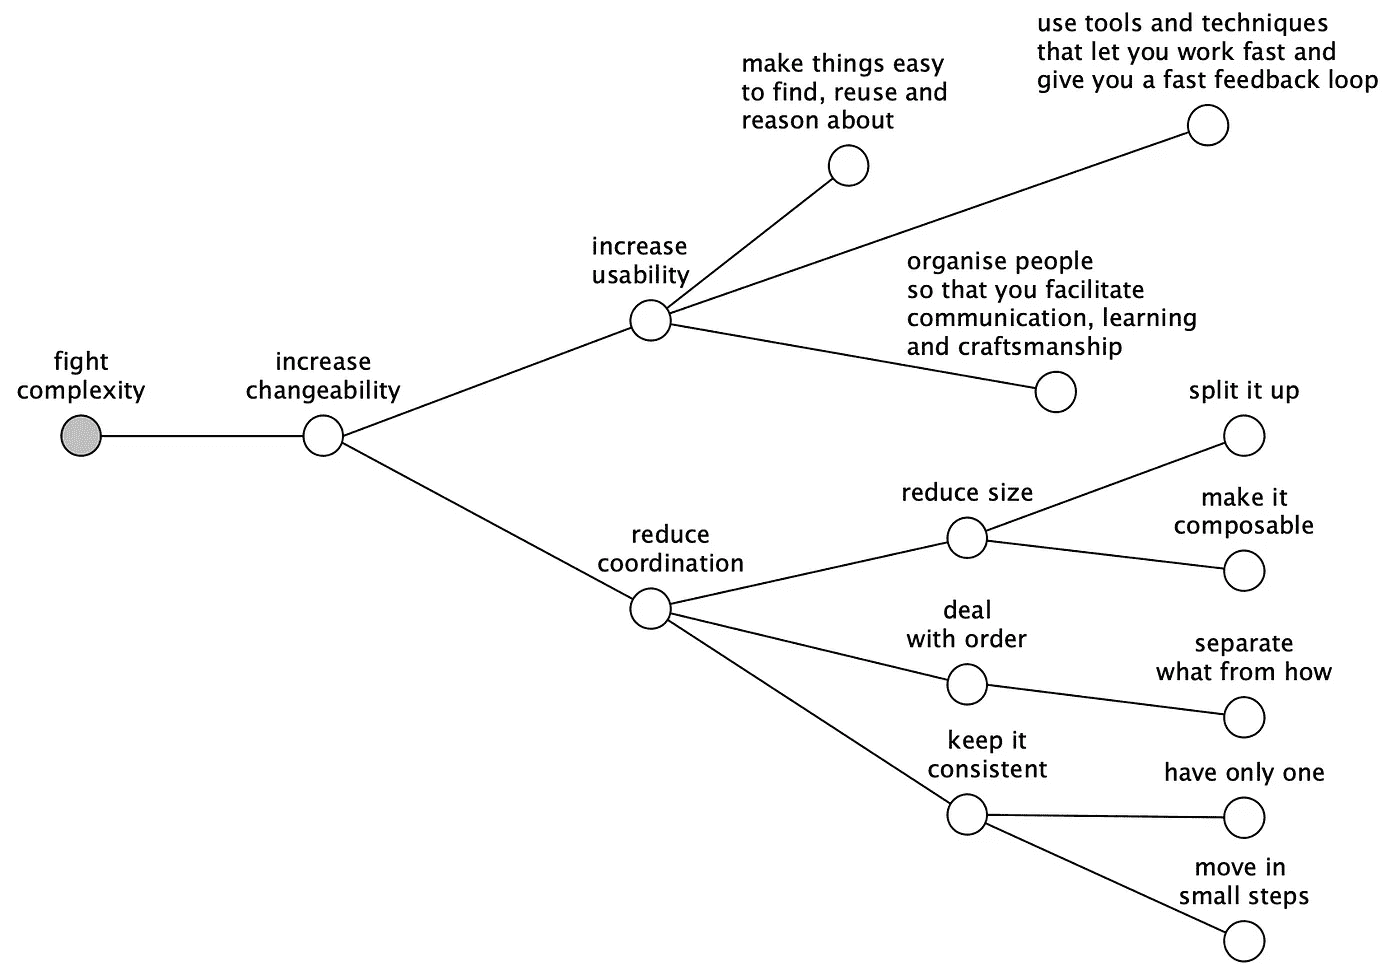 use tools and techniques
that let you work fast and
give you a fast feedback loop
make things easy
to find, reuse and
reason about
increase
usability
organise people
so that you facilitate
communication, learning
and craftsmanship
fight
complexity
increase
changeability
split it up
reduce size
make it
composable
reduce
coordination
deal
with order
separate
what from how
keep it
consistent
have only one
move in
small steps